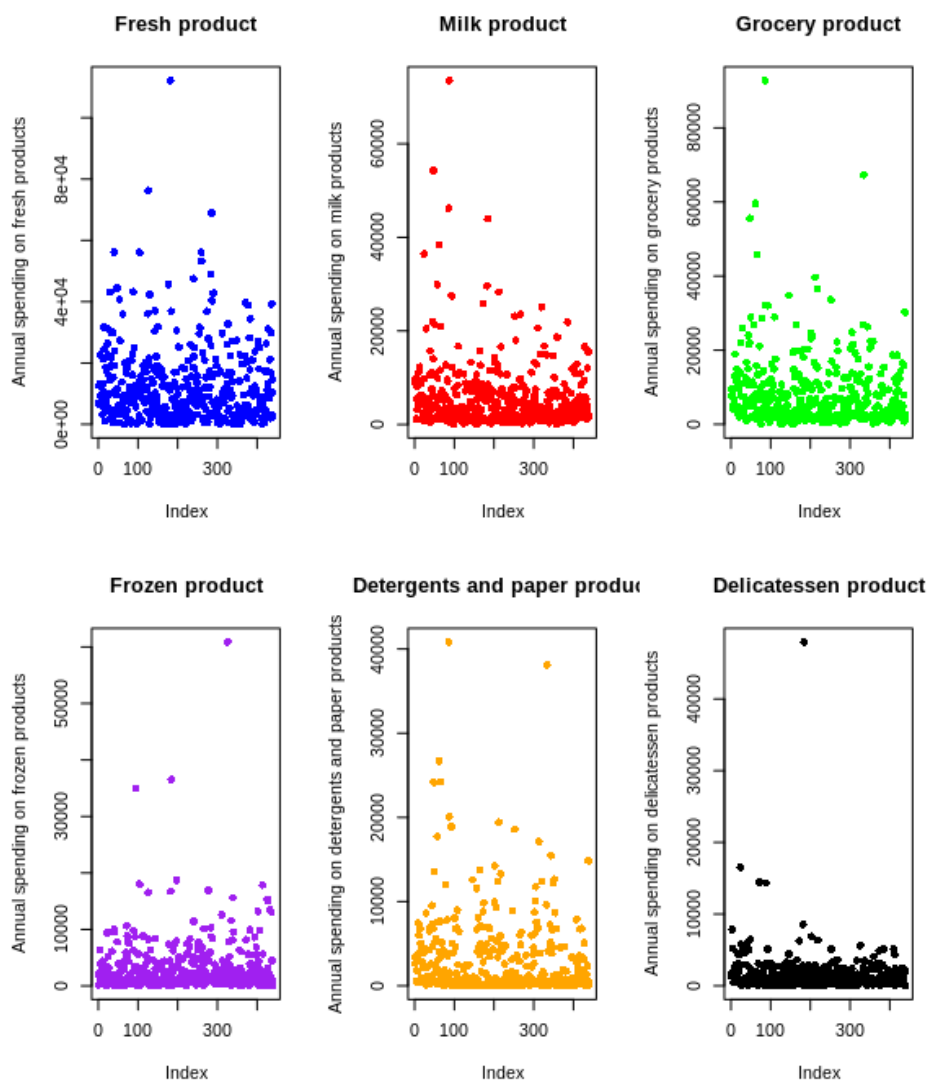 Fresh product
Annual spending on fresh products
0e+00
4e+04
8e+04
0
100
300
Index
Milk product
Annual spending on milk products
0
20000
40000
60000
0
100
300
Index
Grocery product
Annual spending on grocery products
0
20000
40000
60000
80000
0
100
300
Index
Frozen product
Annual spending on frozen products
0
10000
30000
50000
0
100
300
Index
Detergents and paper produc
Annual spending on detergents and paper products
0
10000
20000
30000
40000
0
100
300
Index
Delicatessen product
Annual spending on delicatessen products
0
10000
20000
30000
40000
0
100
300
Index